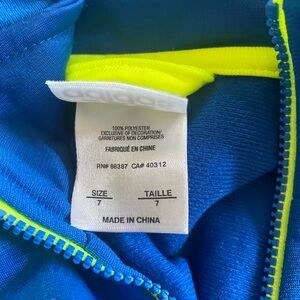 adidas
100% POLYESTER
EXCLUSIVE OF DECORATION/
GARNITURES NON COMPRISES
FABRIQUÉ EN CHINE
RN# 88387 CA# 40312
SIZE TAILLE
7 7
MADE IN CHINA